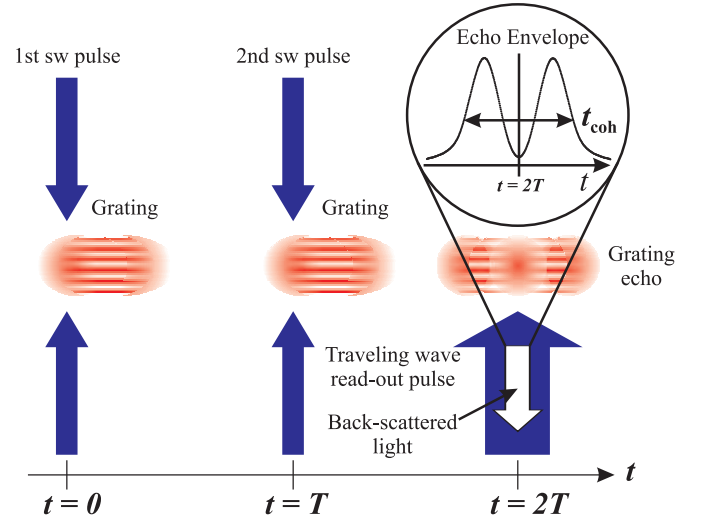 1st sw pulse
2nd sw pulse
Echo Envelope
t coh
t = 2T
t
Grating
Grating
Grating
echo
Traveling wave
read-out pulse
Back-scattered
light
t
t = 0
t = T
t = 2T